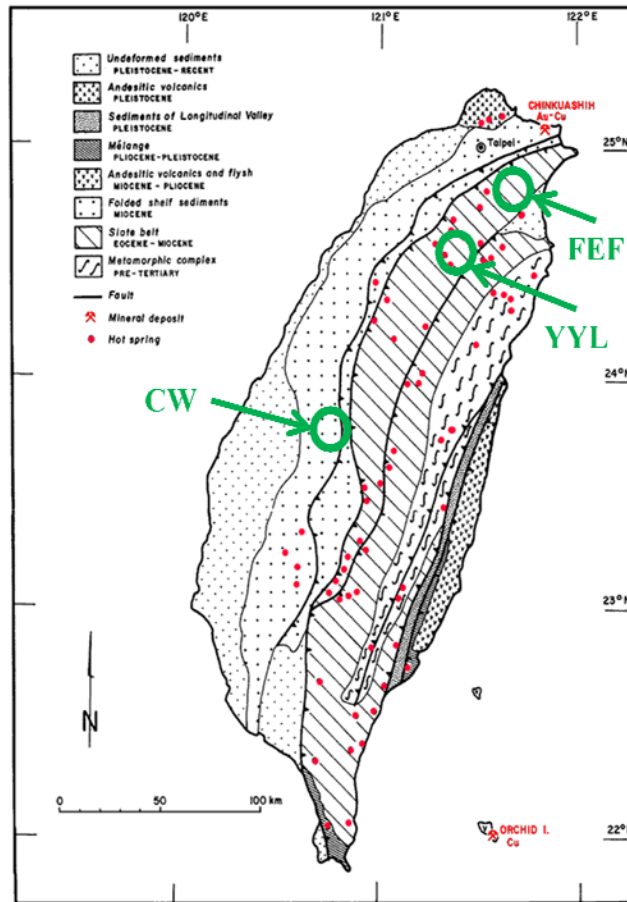 120°E
121°E
122°E
Undeformed sediments
PLEISTOCENE-RECENT
Andesitic volcanics
PLEISTOCENE
Sediments of Longitudinal Valley
PLEISTOCENE
Mélange
PLIOCENE-PLEISTOCENE
Andesitic volcanics and flysh
MIOCENE-PLIOCENE
Folded shelf sediments
MIOCENE
Slate belt
EOCENE-MIOCENE
Metamorphic complex
PRE-TERTIARY
Fault
Mineral deposit
Hot spring
CHINKUASHIH
Au-Cu
Taipei
25°N
FEF
YYL
24°N
CW
23°N
N
0 50 100 km
ORCHID I.
Cu
22°N
120°E
121°E
122°E